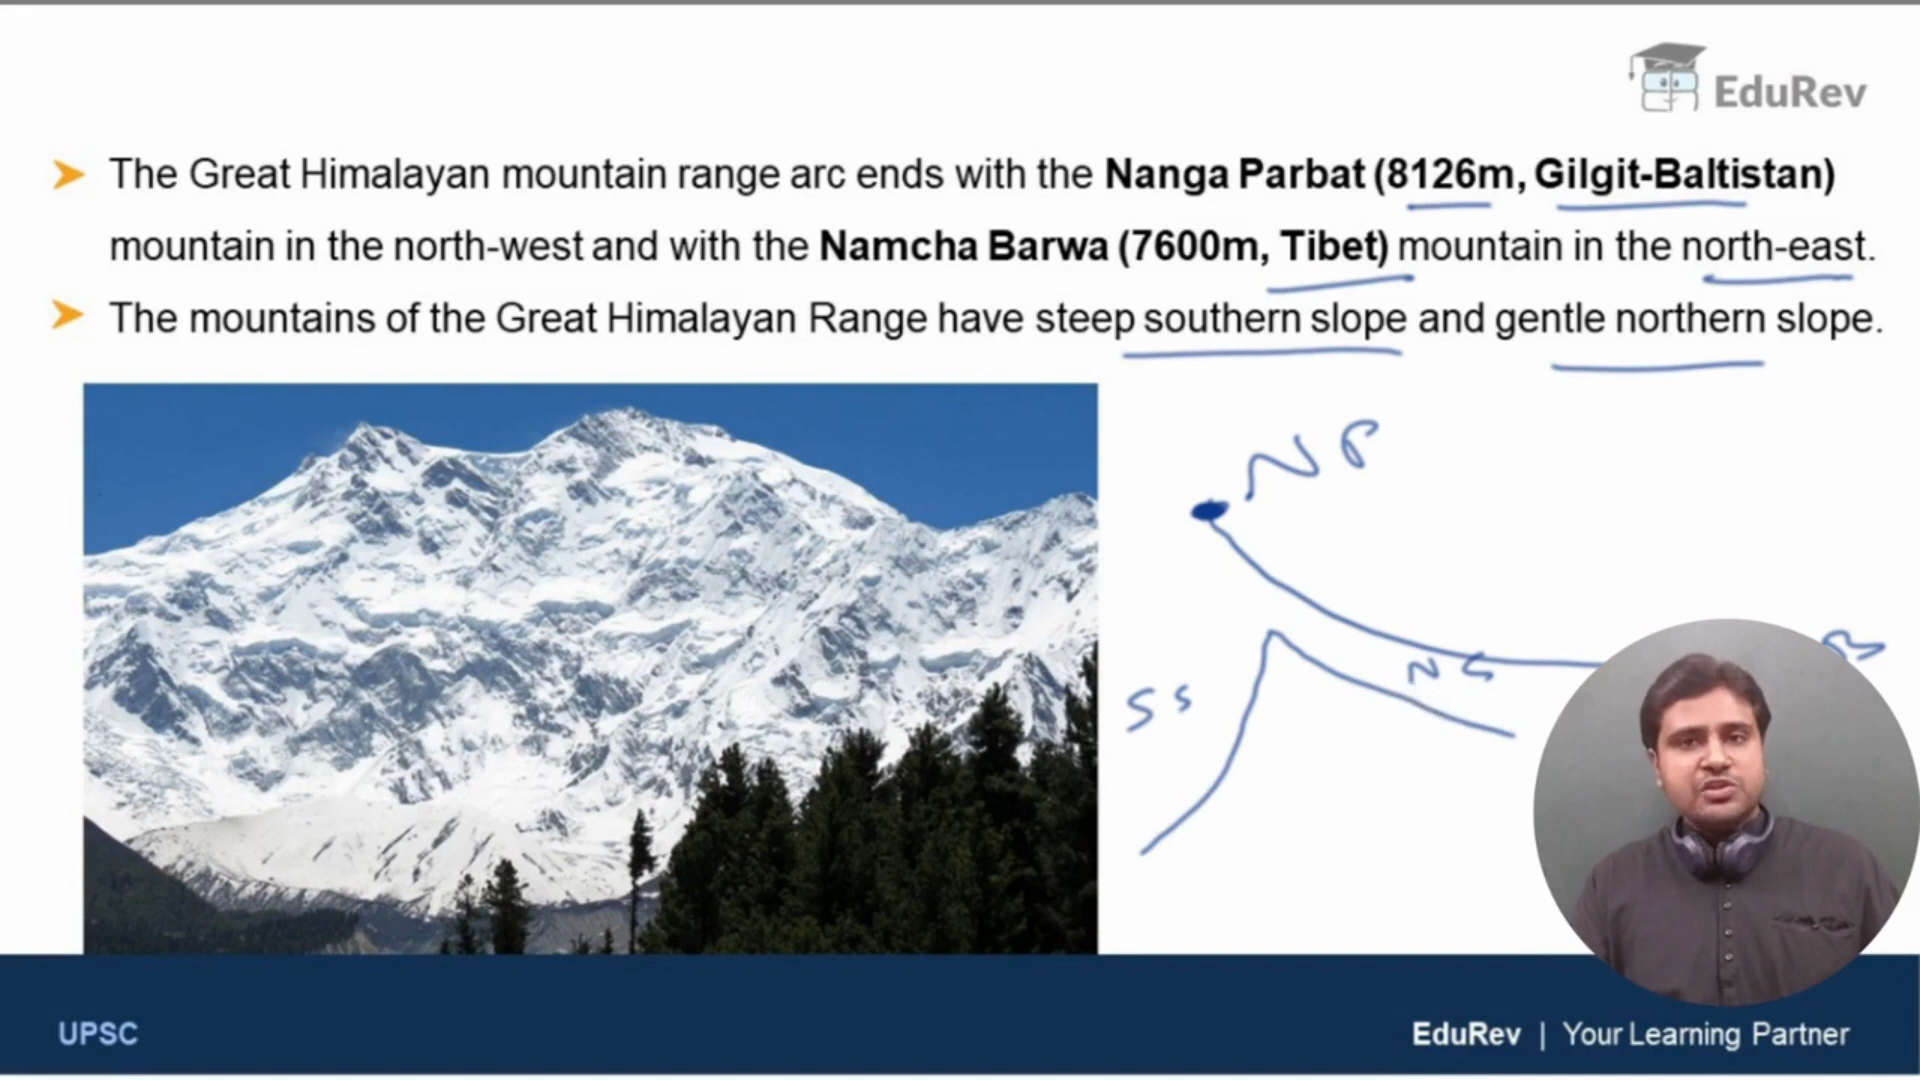 EduRev
The Great Himalayan mountain range arc ends with the Nanga Parbat (8126m, Gilgit-Baltistan)
mountain in the north-west and with the Namcha Barwa (7600m, Tibet) mountain in the north-east.
The mountains of the Great Himalayan Range have steep southern slope and gentle northern slope.
NP
NS
SS
UPSC
EduRev | Your Learning Partner